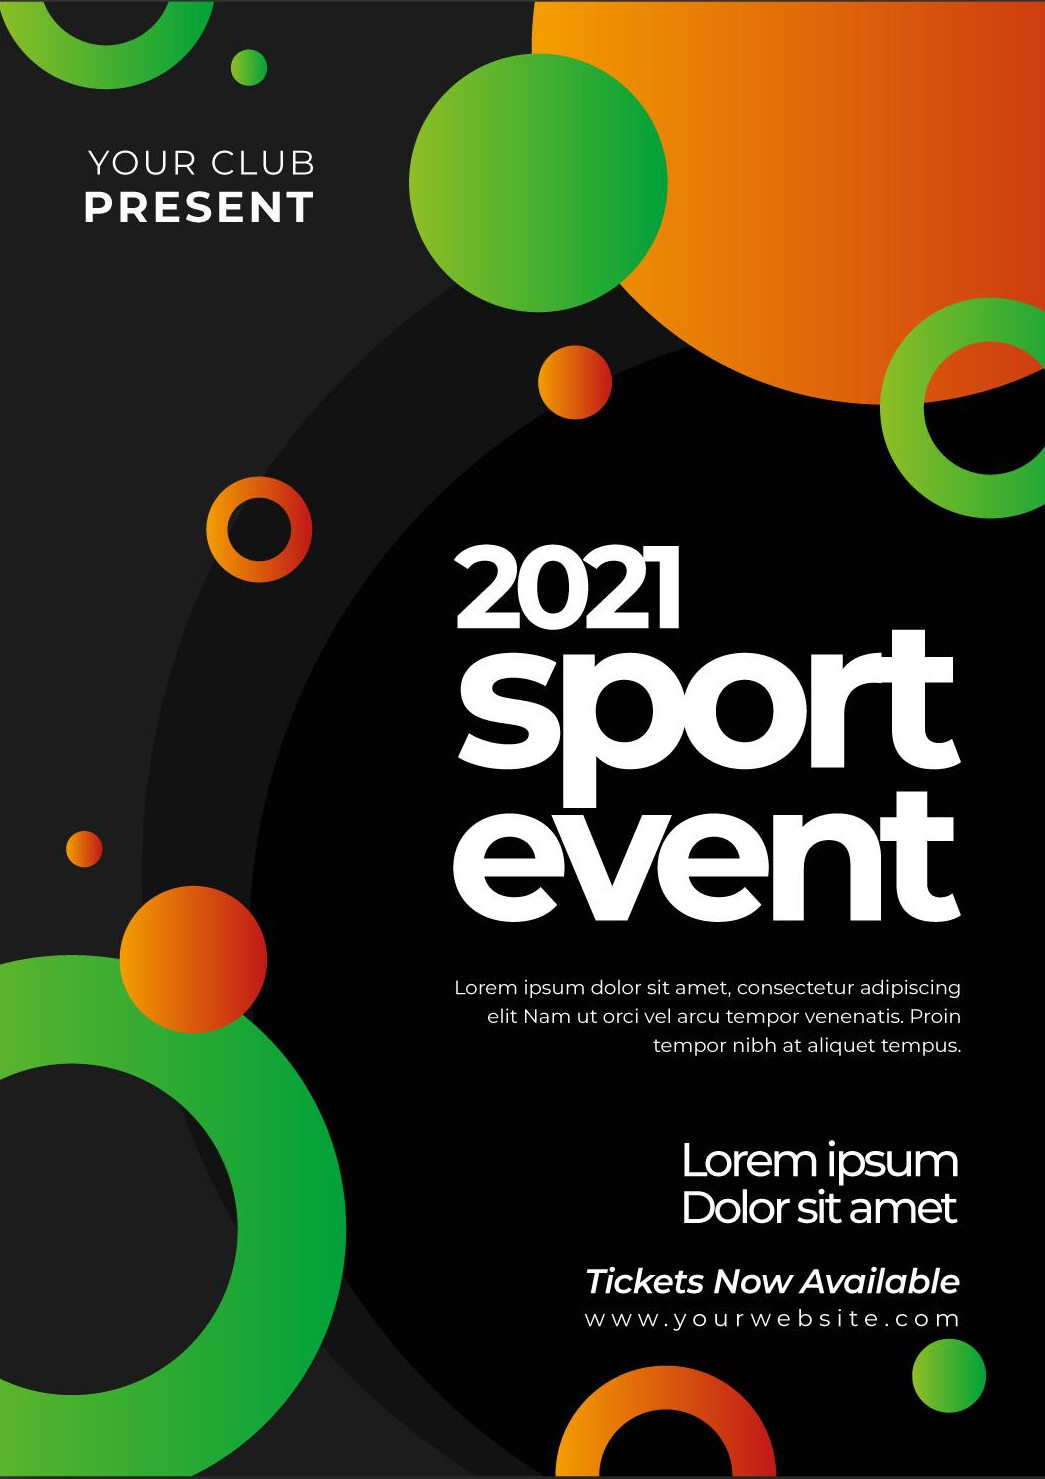 YOUR CLUB
PRESENT
2021
sport
event
Lorem ipsum dolor sit amet, consectetur adipiscing
elit Nam ut orci vel arcu tempor venenatis. Proin
tempor nibh at aliquet tempus.
Lorem ipsum
Dolor sit amet
Tickets Now Available
www.yourwebsite.com